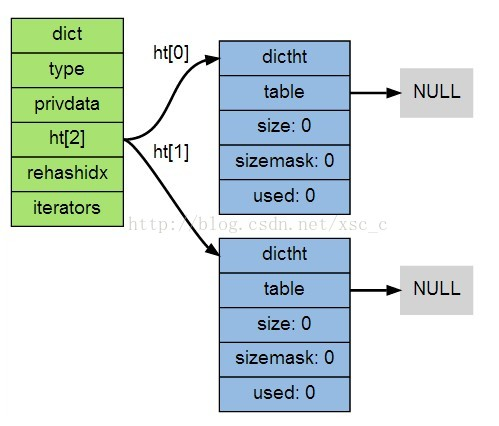 dict
type
privdata
ht[2]
rehashidx
iterators
ht[0]
ht[1]
dictht
table
size: 0
sizemask: 0
used: 0
NULL
http://blog.csdn.net/xsc_c
dictht
table
size: 0
sizemask: 0
used: 0
NULL